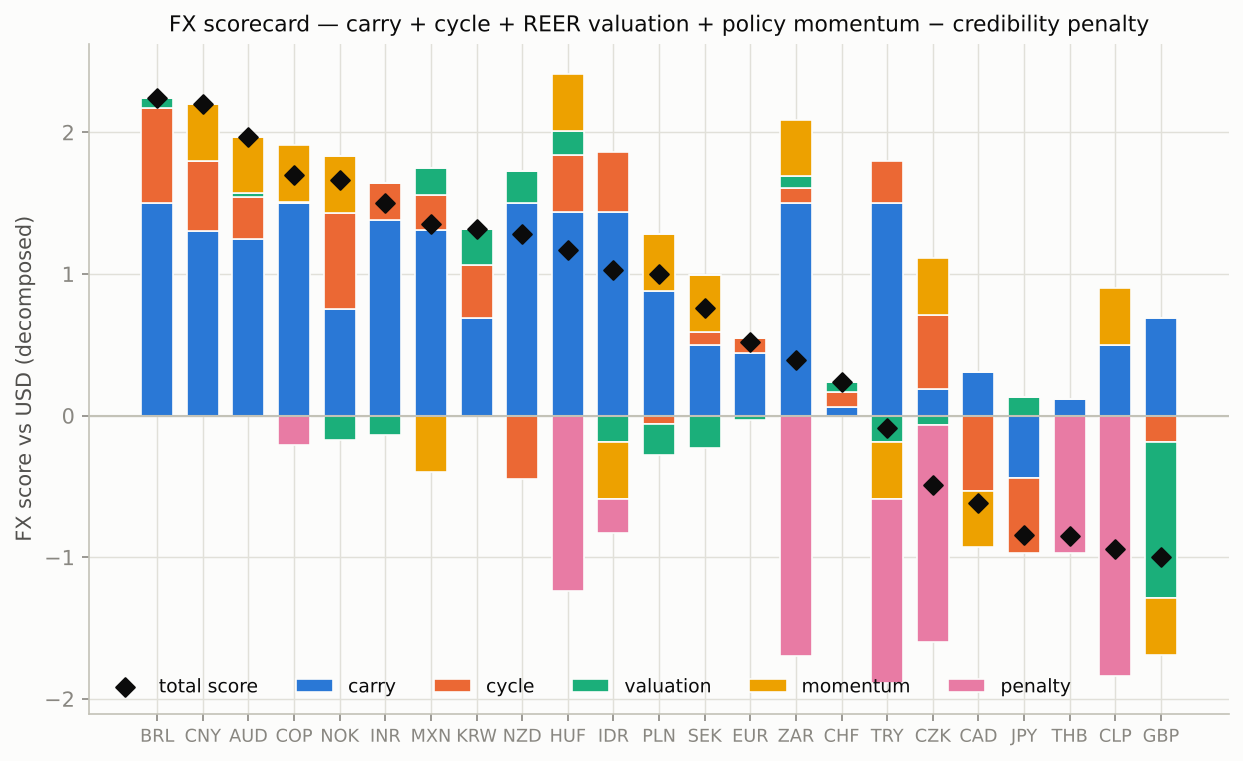 FX scorecard — carry + cycle + REER valuation + policy momentum − credibility penalty
FX score vs USD (decomposed)
2
1
0
−1
−2
total score carry cycle valuation momentum penalty
BRL CNY AUD COP NOK INR MXN KRW NZD HUF IDR PLN SEK EUR ZAR CHF TRY CZK CAD JPY THB CLP GBP